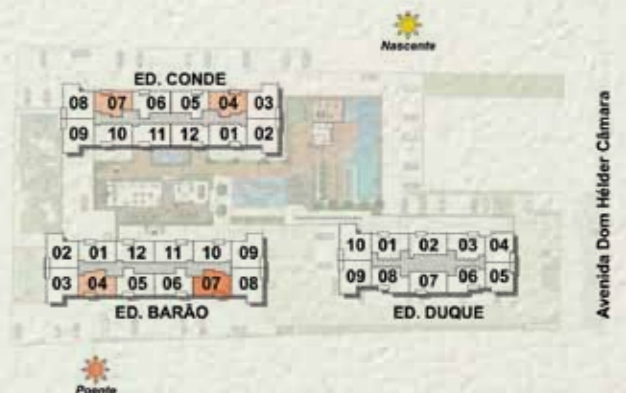 Nascente
ED. CONDE
08 07 06 05 04 03
09 10 11 12 01 02
Avenida Dom Hélder Câmara
02 01 12 11 10 09
03 04 05 06 07 08
ED. BARÃO
10 01 02 03 04
09 08 07 06 05
ED. DUQUE
Poente